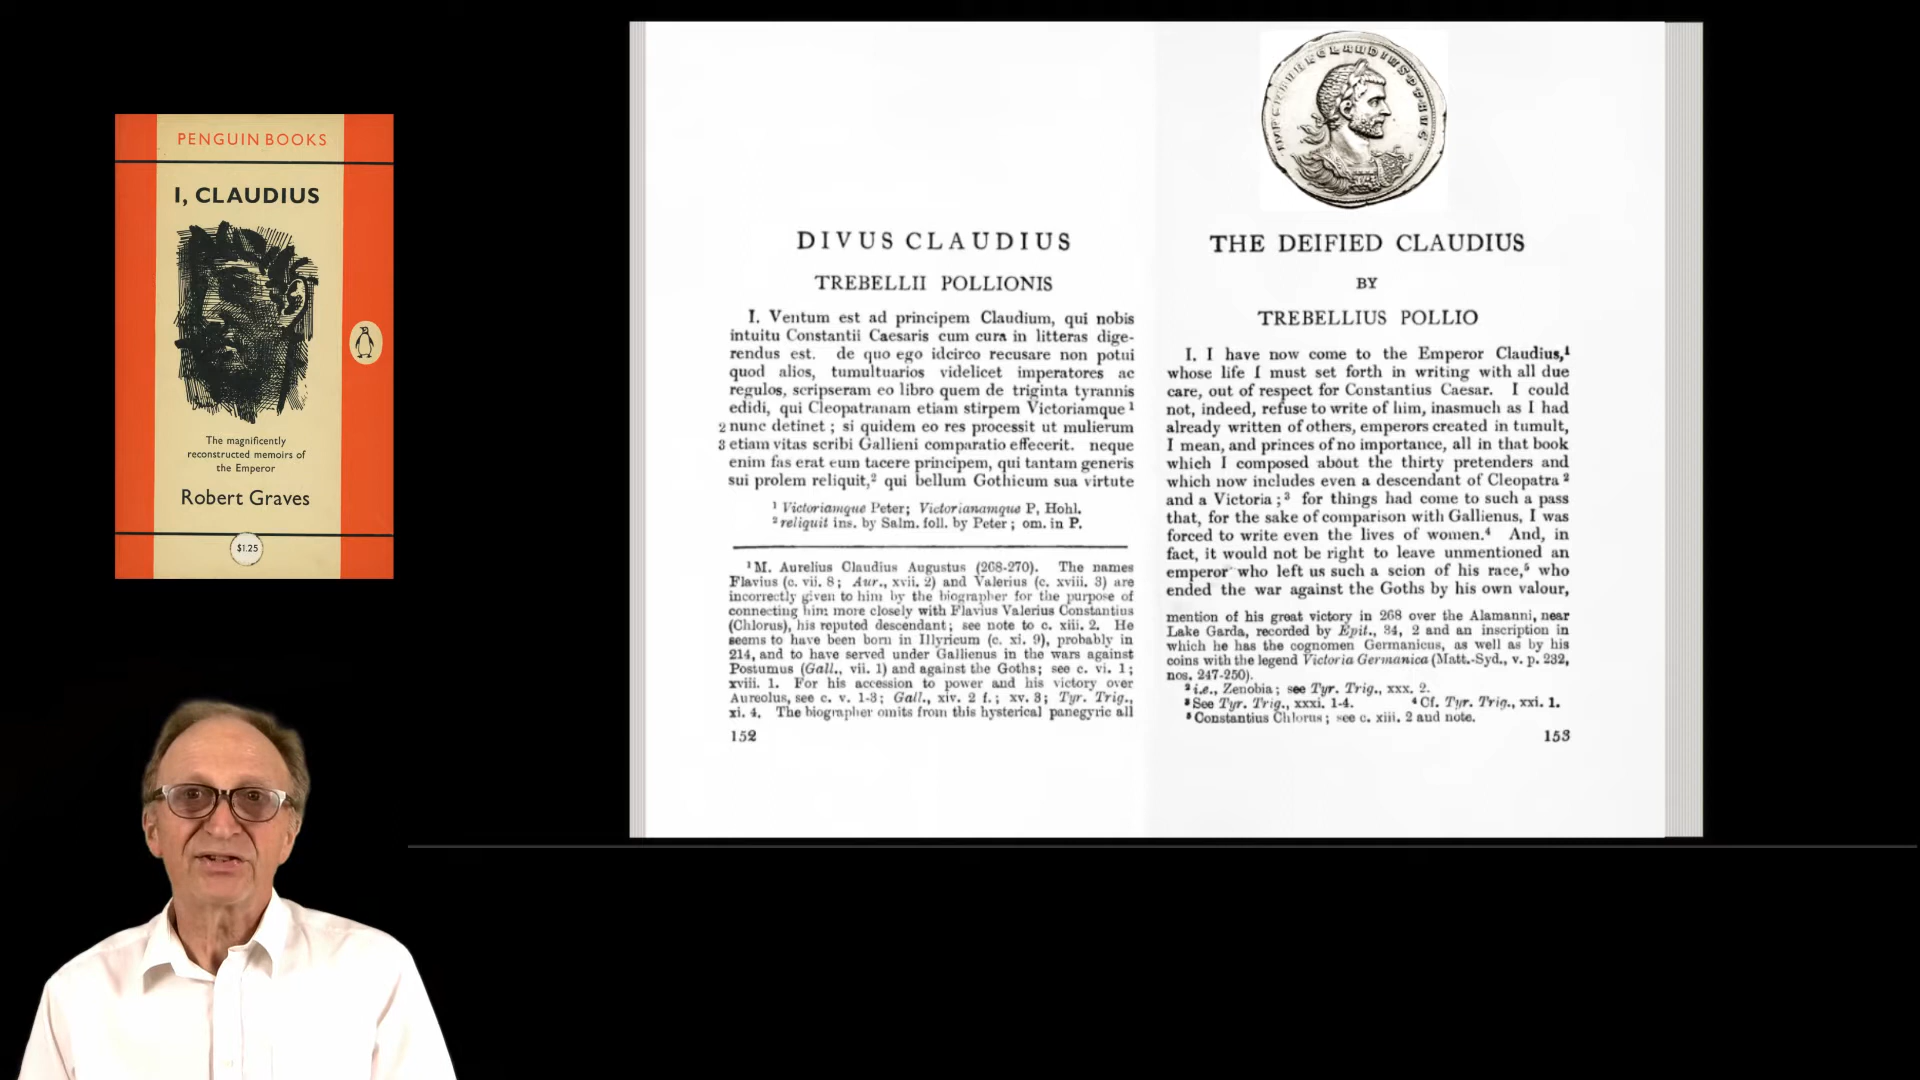 PENGUIN BOOKS
I, CLAUDIUS
The magnificently
reconstructed memoirs of
the Emperor
Robert Graves
$1.25
DIVUS CLAUDIUS
TREBELLII POLLIONIS
I. Ventum est ad principem Claudium, qui nobis
intuitu Constantii Caesaris cum cura in litteras dige-
rendus est. de quo ego idcirco recusare non potui
quod alios, tumultuarios videlicet imperatores ac
regulos, scripseram eo libro quem de triginta tyrannis
edidi, qui Cleopatranam etiam stirpem Victoriamque ¹
2 nunc detinet ; si quidem eo res processit ut mulierum
3 etiam vitas scribi Gallieni comparatio effecerit. neque
enim fas erat eum tacere principem, qui tantam generis
sui prolem reliquit,² qui bellum Gothicum sua virtute
¹ Victoriamque Peter; Victorianamque P, Hohl.
² reliquit ins. by Salm. foll. by Peter ; om. in P.
¹ M. Aurelius Claudius Augustus (268-270). The names
Flavius (c. vii. 8; Aur., xvii. 2) and Valerius (c. xviii. 3) are
incorrectly given to him by the biographer for the purpose of
connecting him more closely with Flavius Valerius Constantius
(Chlorus), his reputed descendant; see note to c. xiii. 2. He
seems to have been born in Illyricum (c. xi. 9), probably in
214, and to have served under Gallienus in the wars against
Postumus (Gall., vii. 1) and against the Goths; see c. vi. 1;
xviii. 1. For his accession to power and his victory over
Aureolus, see c. v. 1-3; Gall., xiv. 2 f.; xv. 3; Tyr. Trig.,
xi. 4. The biographer omits from this hysterical panegyric all
152
THE DEIFIED CLAUDIUS
BY
TREBELLIUS POLLIO
I. I have now come to the Emperor Claudius,¹
whose life I must set forth in writing with all due
care, out of respect for Constantius Caesar. I could
not, indeed, refuse to write of him, inasmuch as I had
already written of others, emperors created in tumult,
I mean, and princes of no importance, all in that book
which I composed about the thirty pretenders and
which now includes even a descendant of Cleopatra ²
and a Victoria ; ³ for things had come to such a pass
that, for the sake of comparison with Gallienus, I was
forced to write even the lives of women.⁴ And, in
fact, it would not be right to leave unmentioned an
emperor who left us such a scion of his race,⁵ who
ended the war against the Goths by his own valour,
mention of his great victory in 268 over the Alamanni, near
Lake Garda, recorded by Epit., 34, 2 and an inscription in
which he has the cognomen Germanicus, as well as by his
coins with the legend Victoria Germanica (Matt.-Syd., v. p. 232,
nos. 247-250).
² i.e., Zenobia; see Tyr. Trig., xxx. 2.
³ See Tyr. Trig., xxxi. 1-4. ⁴ Cf. Tyr. Trig., xxi. 1.
⁵ Constantius Chlorus; see c. xiii. 2 and note.
153